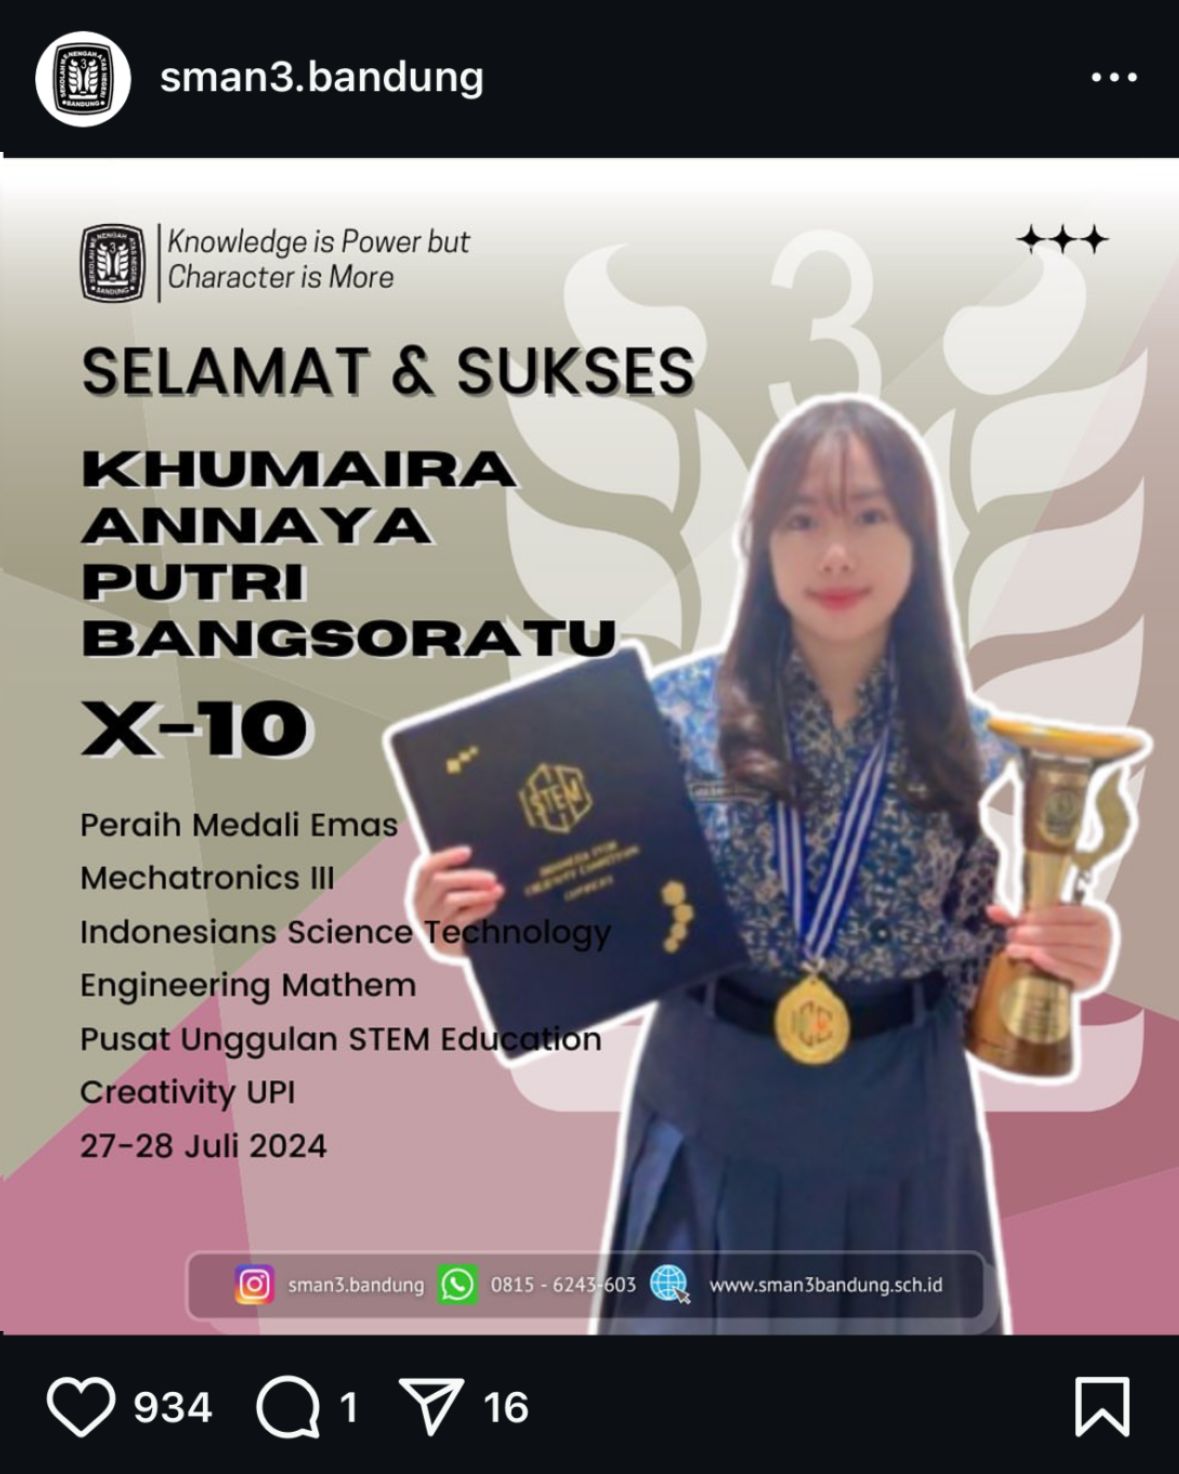 sman3.bandung
Knowledge is Power but
Character is More
3
SELAMAT & SUKSES
KHUMAIRA
ANNAYA
PUTRI
BANGSORATU
X-10
Peraih Medali Emas
Mechatronics III
Indonesians Science Technology
Engineering Mathem
Pusat Unggulan STEM Education
Creativity UPI
27-28 Juli 2024
STEM
sman3.bandung 0815 - 6243-603 www.sman3bandung.sch.id
934 1 16